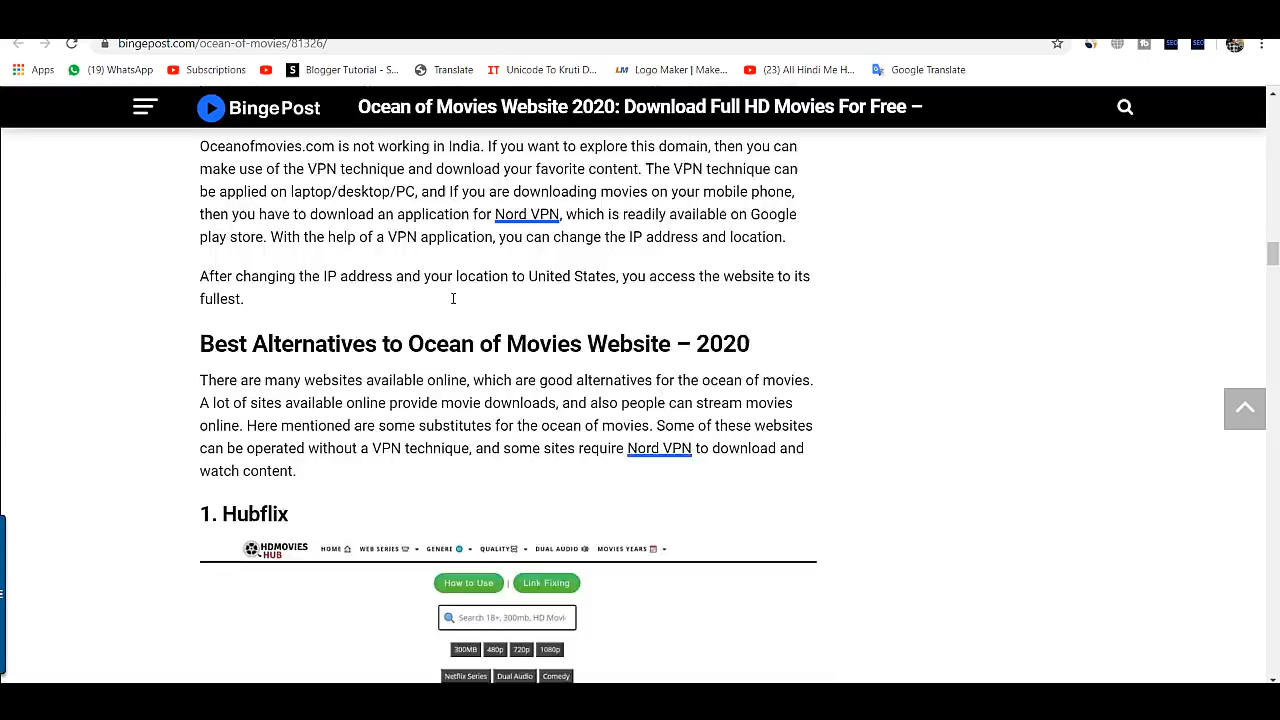 bingepost.com/ocean-of-movies/81326/
Apps
(19) WhatsApp
Subscriptions
S
Blogger Tutorial – S...
Translate
IT
Unicode To Kruti D...
LM
Logo Maker | Make...
(23) All Hindi Me H...
Google Translate
SEO
SEO
BingePost
Ocean of Movies Website 2020: Download Full HD Movies For Free –
Oceanofmovies.com is not working in India. If you want to explore this domain, then you can
make use of the VPN technique and download your favorite content. The VPN technique can
be applied on laptop/desktop/PC, and If you are downloading movies on your mobile phone,
then you have to download an application for Nord VPN, which is readily available on Google
play store. With the help of a VPN application, you can change the IP address and location.
After changing the IP address and your location to United States, you access the website to its
fullest.
Best Alternatives to Ocean of Movies Website – 2020
There are many websites available online, which are good alternatives for the ocean of movies.
A lot of sites available online provide movie downloads, and also people can stream movies
online. Here mentioned are some substitutes for the ocean of movies. Some of these websites
can be operated without a VPN technique, and some sites require Nord VPN to download and
watch content.
1. Hubflix
HDMOVIES
HUB
HOME
WEB SERIES
GENERE
QUALITY
DUAL AUDIO
MOVIES YEARS
How to Use | Link Fixing
Search 18+, 300mb, HD Movi
300MB
480p
720p
1080p
Netflix Series
Dual Audio
Comedy